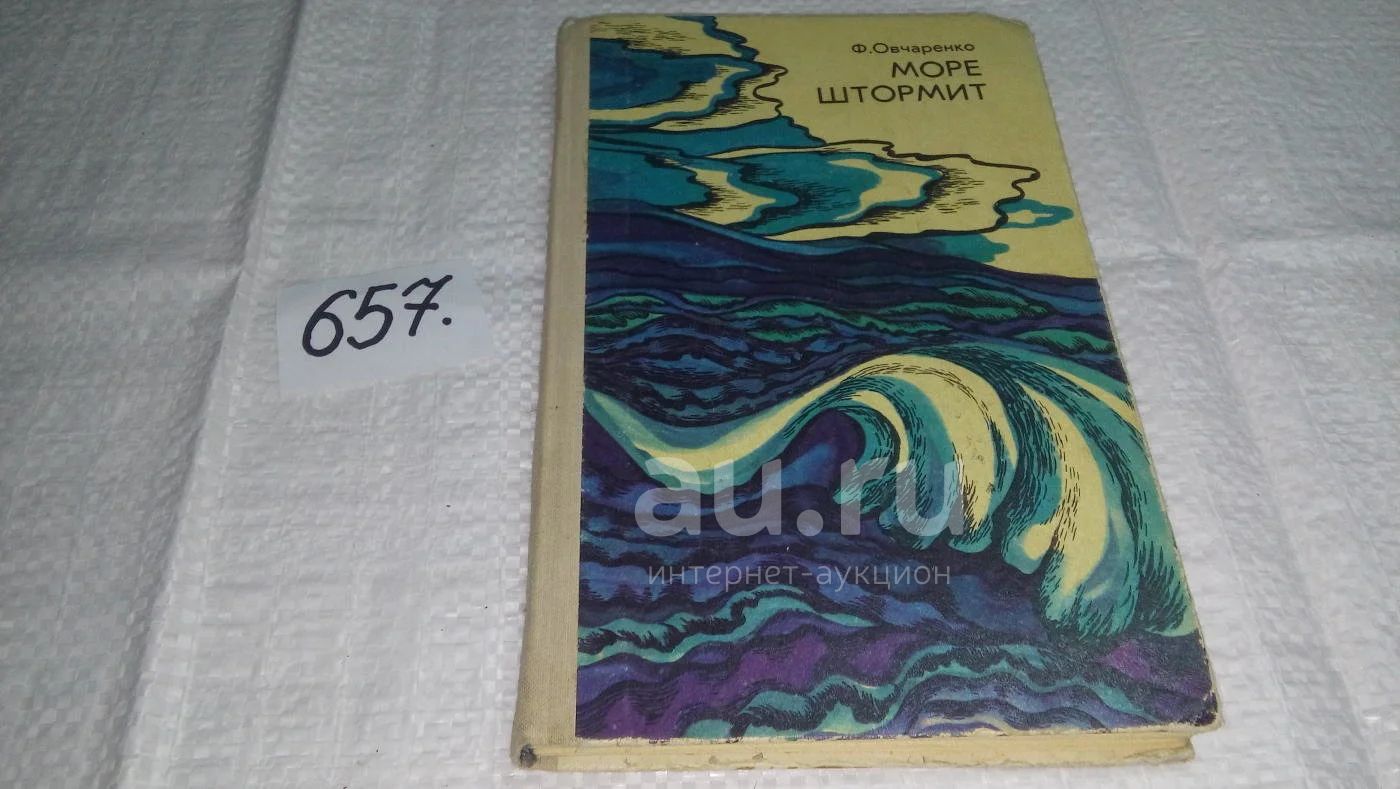 Ф.Овчаренко
МОРЕ
ШТОРМИТ
657.
au.ru
интернет-аукцион